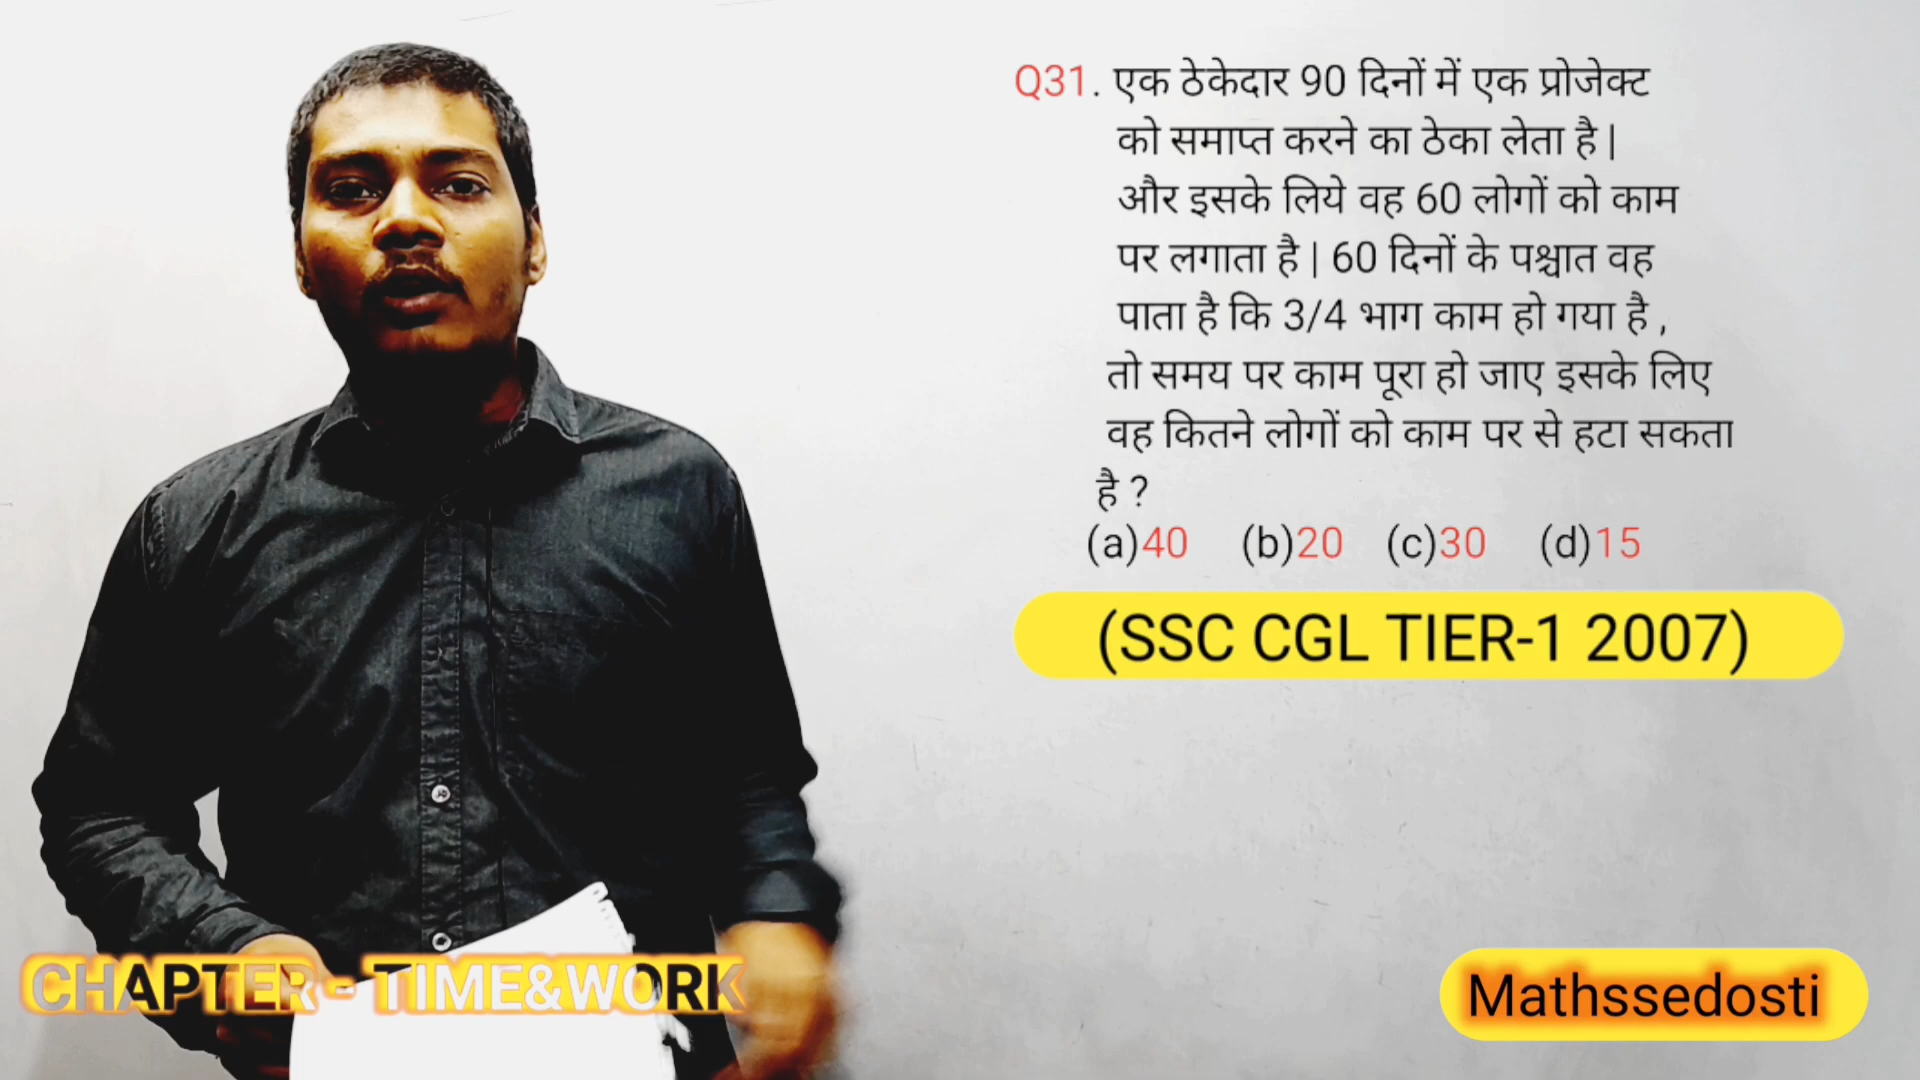 Q31. एक ठेकेदार 90 दिनों में एक प्रोजेक्ट
को समाप्त करने का ठेका लेता है |
और इसके लिये वह 60 लोगों को काम
पर लगाता है | 60 दिनों के पश्चात वह
पाता है कि 3/4 भाग काम हो गया है ,
तो समय पर काम पूरा हो जाए इसके लिए
वह कितने लोगों को काम पर से हटा सकता
है ?
(a)40 (b)20 (c)30 (d)15
(SSC CGL TIER-1 2007)
CHAPTER - TIME&WORK
Mathssedosti